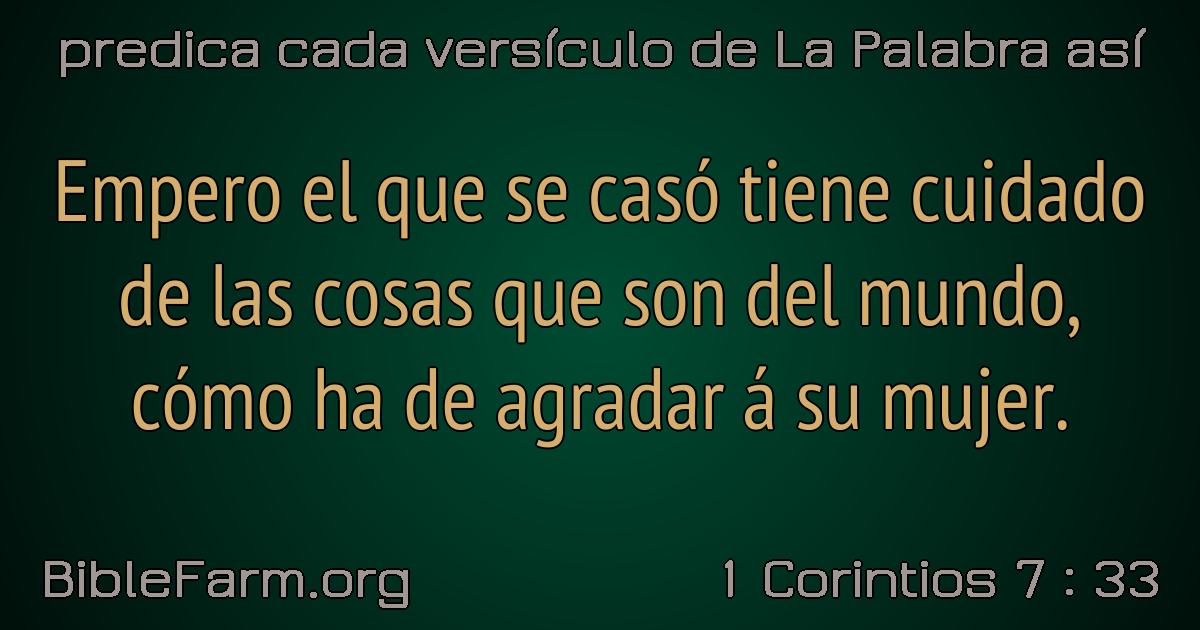 predica cada versículo de La Palabra así
Empero el que se casó tiene cuidado
de las cosas que son del mundo,
cómo ha de agradar á su mujer.
BibleFarm.org
1 Corintios 7 : 33